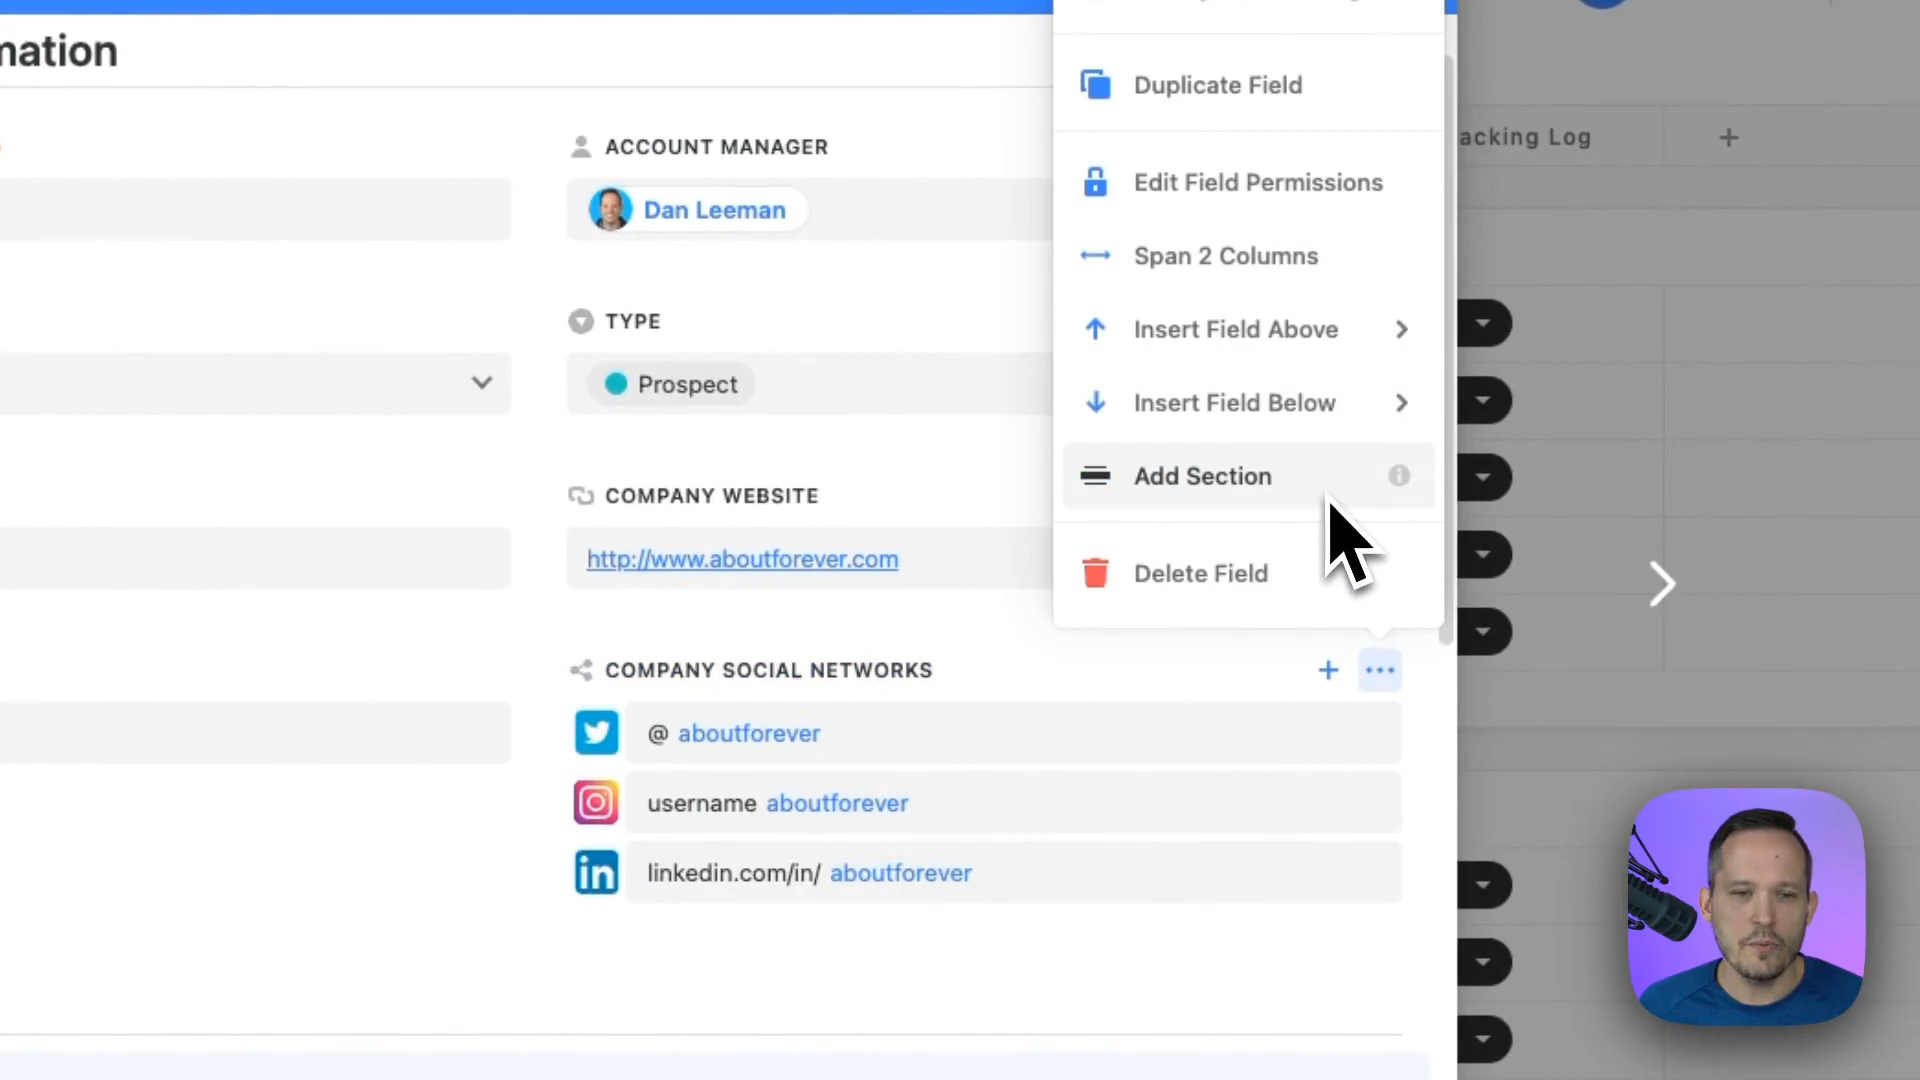 mation
Duplicate Field
acking Log
+
ACCOUNT MANAGER
Edit Field Permissions
Dan Leeman
Span 2 Columns
TYPE
Insert Field Above
Prospect
Insert Field Below
Add Section
COMPANY WEBSITE
http://www.aboutforever.com
Delete Field
COMPANY SOCIAL NETWORKS
@ aboutforever
username aboutforever
in linkedin.com/in/ aboutforever